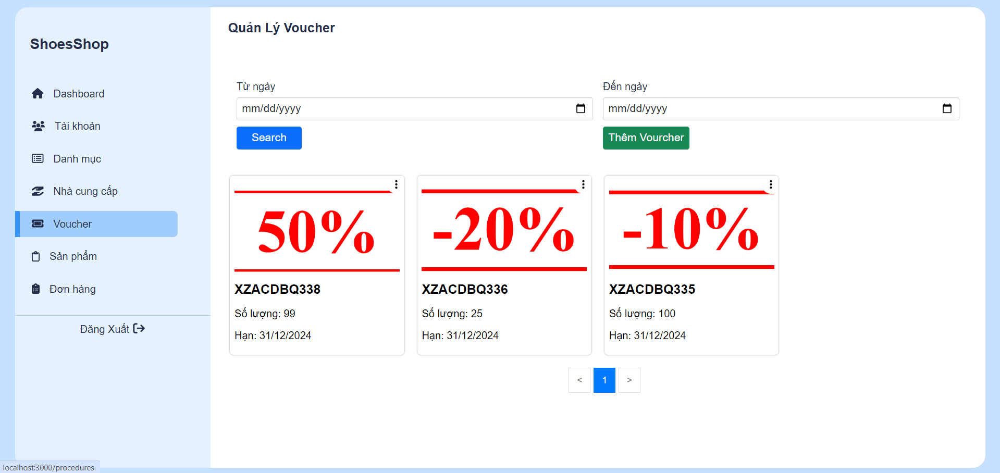 ShoesShop
Dashboard
Tài khoản
Danh mục
Nhà cung cấp
Voucher
Sản phẩm
Đơn hàng
Đăng Xuất
Quản Lý Voucher
Từ ngày
Đến ngày
mm/dd/yyyy
mm/dd/yyyy
Search
Thêm Vourcher
50%
XZACDBQ338
Số lượng: 99
Hạn: 31/12/2024
-20%
XZACDBQ336
Số lượng: 25
Hạn: 31/12/2024
-10%
XZACDBQ335
Số lượng: 100
Hạn: 31/12/2024
< 1 >
localhost:3000/procedures